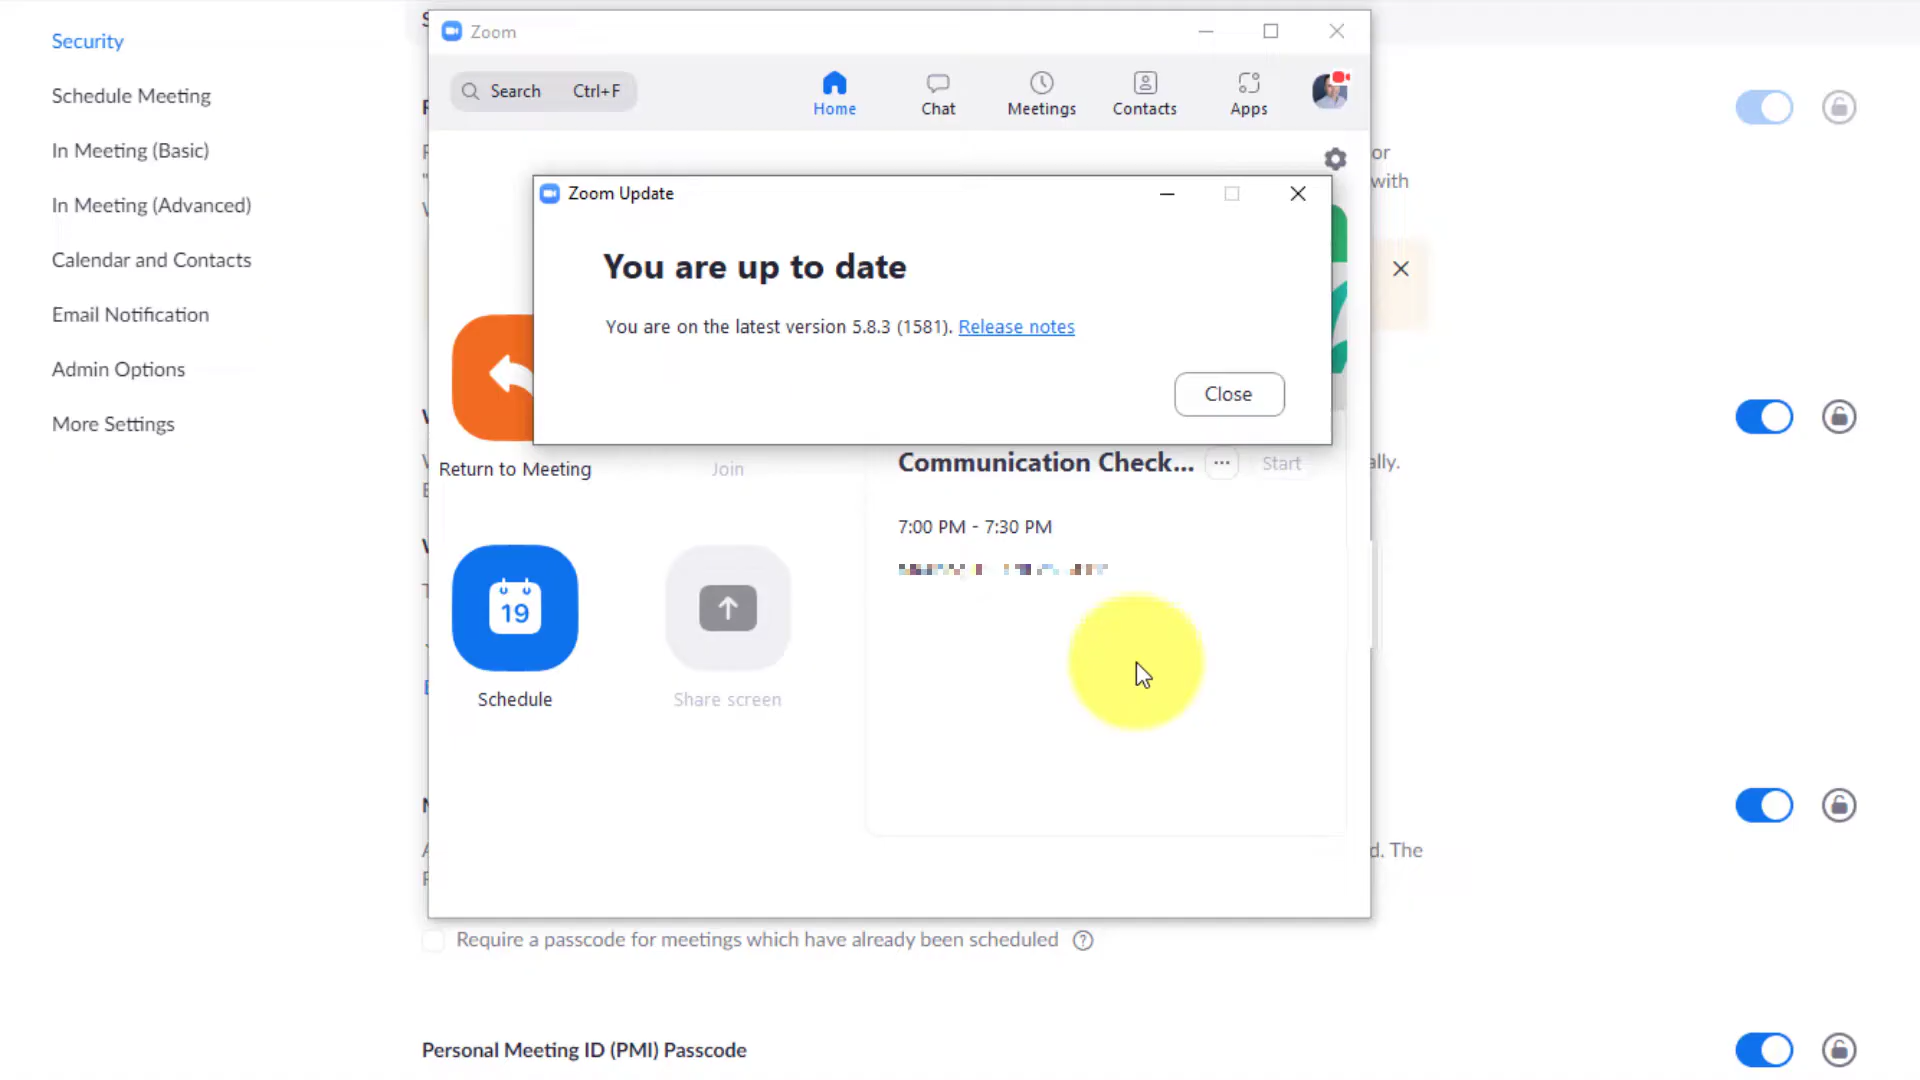 Security
Schedule Meeting
In Meeting (Basic)
In Meeting (Advanced)
Calendar and Contacts
Email Notification
Admin Options
More Settings
Zoom
Search Ctrl+F
Home
Chat
Meetings
Contacts
Apps
or
with
Zoom Update
You are up to date
You are on the latest version 5.8.3 (1581). Release notes
Close
Return to Meeting
Join
Communication Check...
Start
7:00 PM - 7:30 PM
19
Schedule
Share screen
ally.
d. The
Require a passcode for meetings which have already been scheduled
Personal Meeting ID (PMI) Passcode